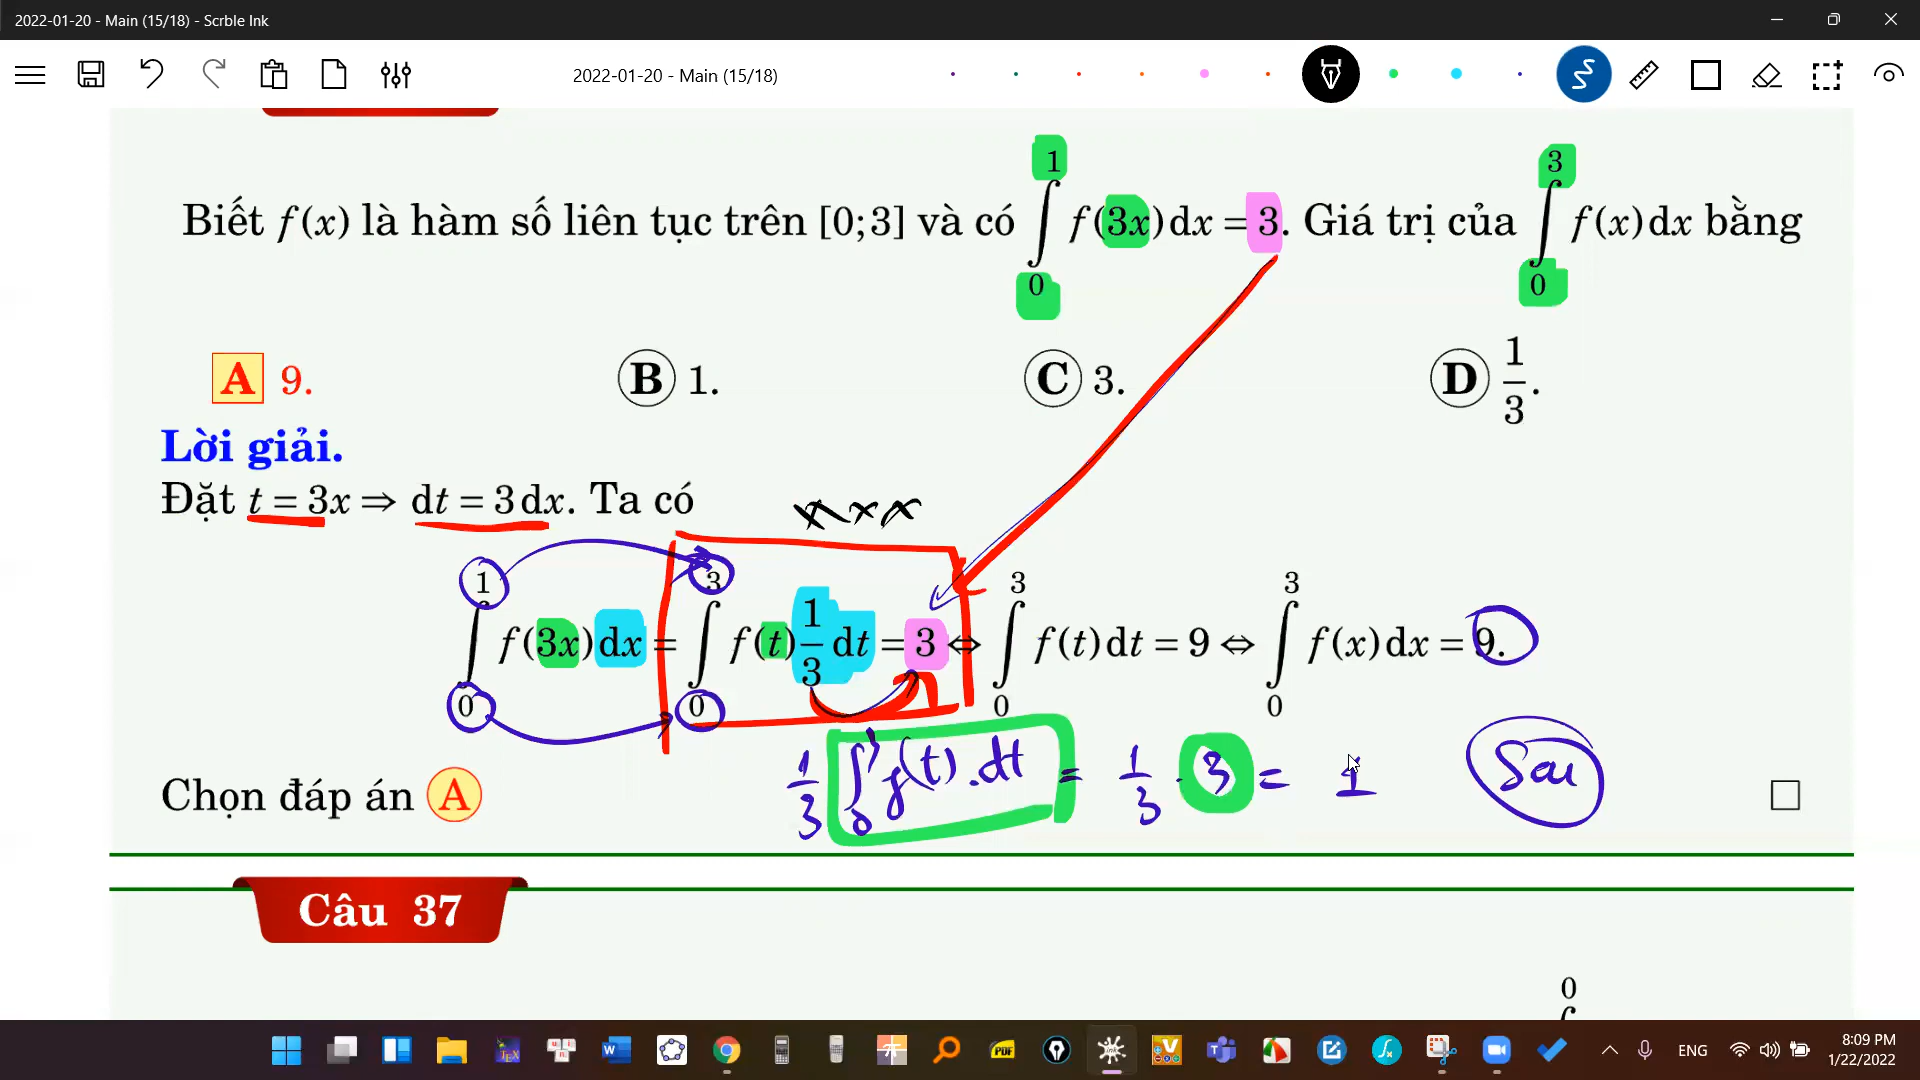 2022-01-20 - Main (15/18) - Scrble Ink
2022-01-20 - Main (15/18)
Biết f(x) là hàm số liên tục trên [0;3] và có ∫₀¹ f(3x)dx = 3. Giá trị của ∫₀³ f(x)dx bằng
A 9. B 1. C 3. D 1/3.
Lời giải.
Đặt t = 3x ⇒ dt = 3dx. Ta có
∫₀¹ f(3x)dx = ∫₀³ f(t) 1/3 dt = 3 ⇔ ∫₀³ f(t)dt = 9 ⇔ ∫₀³ f(x)dx = 9.
= 1/3 . 3 = 1 Sai
Chọn đáp án A
Câu 37
0
∫
ENG
8:09 PM
1/22/2022